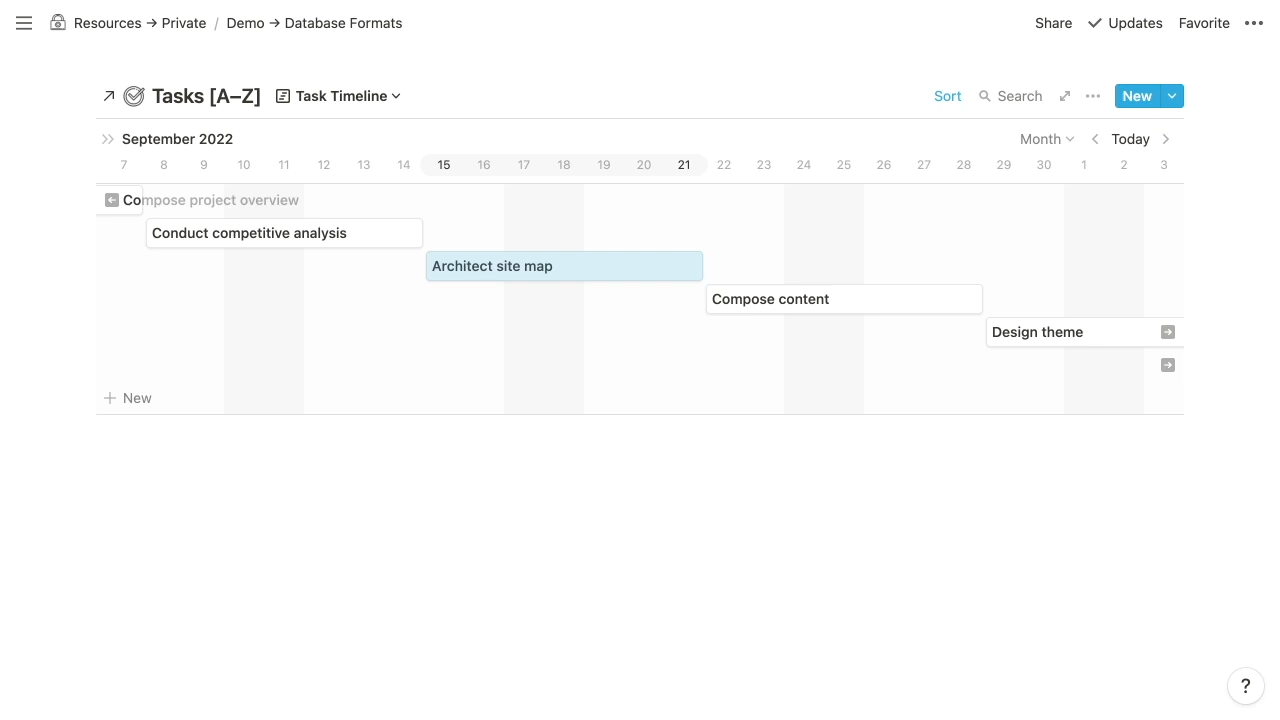 Resources → Private / Demo → Database Formats Share Updates Favorite
Tasks [A–Z] Task Timeline Sort Search New
September 2022 Month Today
7 8 9 10 11 12 13 14 15 16 17 18 19 20 21 22 23 24 25 26 27 28 29 30 1 2 3
Compose project overview
Conduct competitive analysis
Architect site map
Compose content
Design theme
New
?